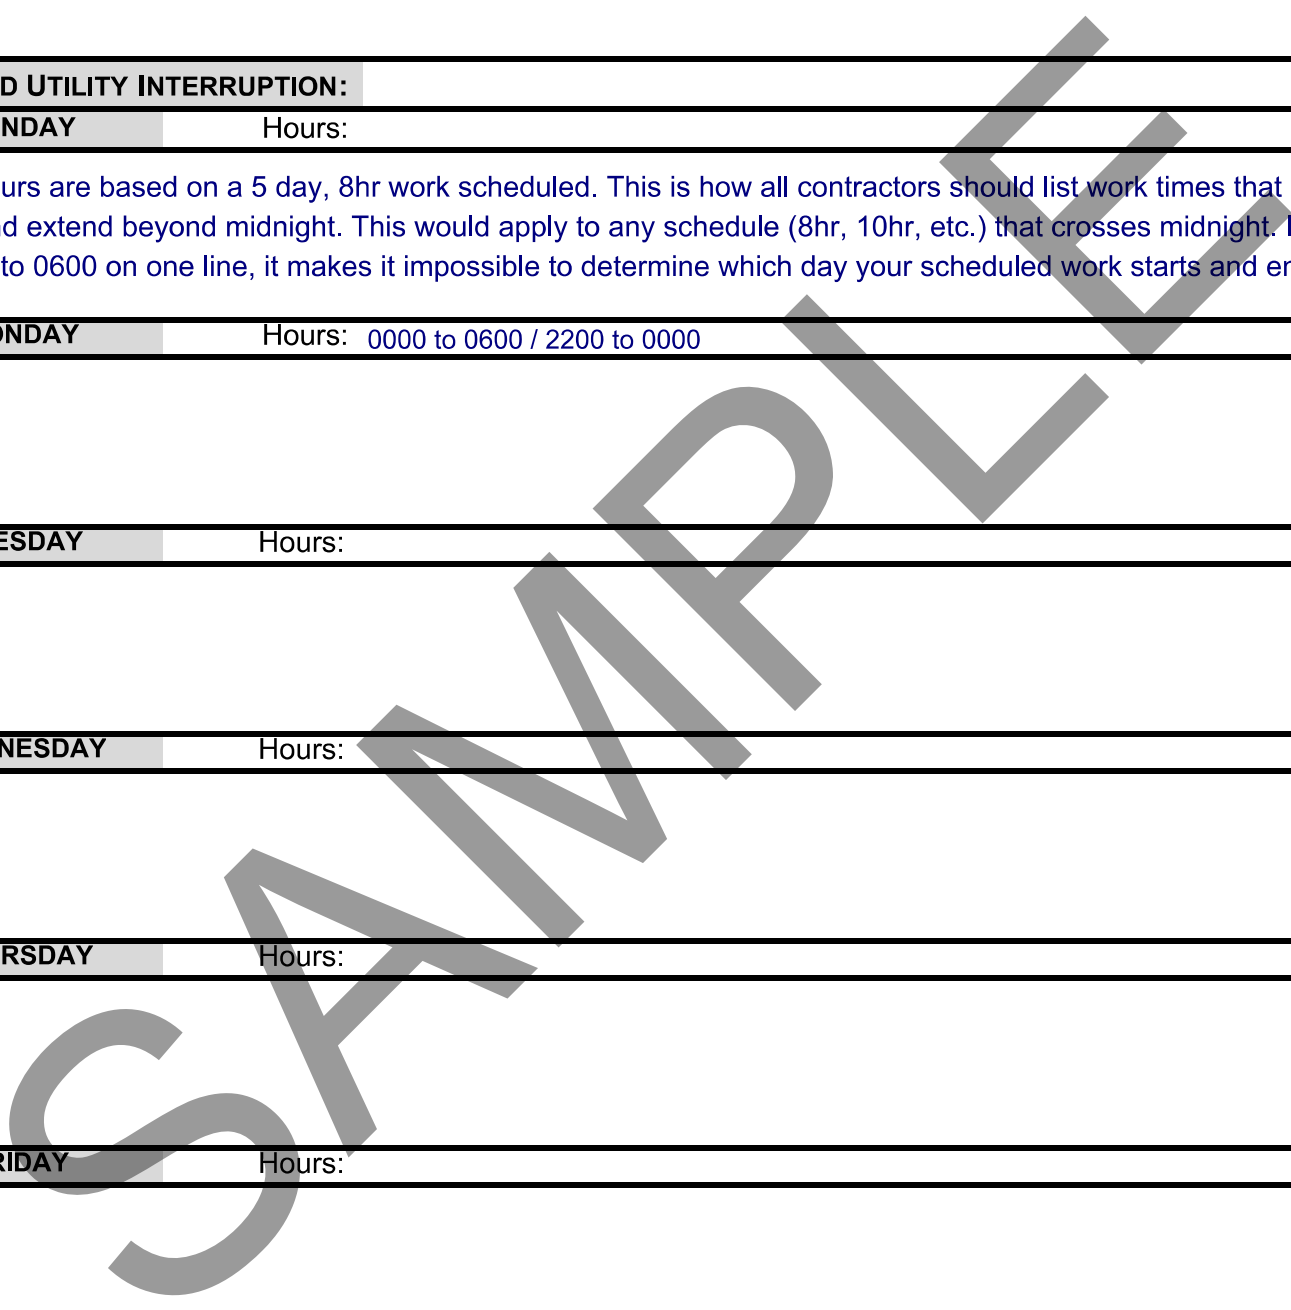 D UTILITY INTERRUPTION:
NDAY Hours:
urs are based on a 5 day, 8hr work scheduled. This is how all contractors should list work times that
d extend beyond midnight. This would apply to any schedule (8hr, 10hr, etc.) that crosses midnight.
to 0600 on one line, it makes it impossible to determine which day your scheduled work starts and en
ONDAY Hours: 0000 to 0600 / 2200 to 0000
ESDAY Hours:
NESDAY Hours:
RSDAY Hours:
RIDAY Hours:
SAMPLE